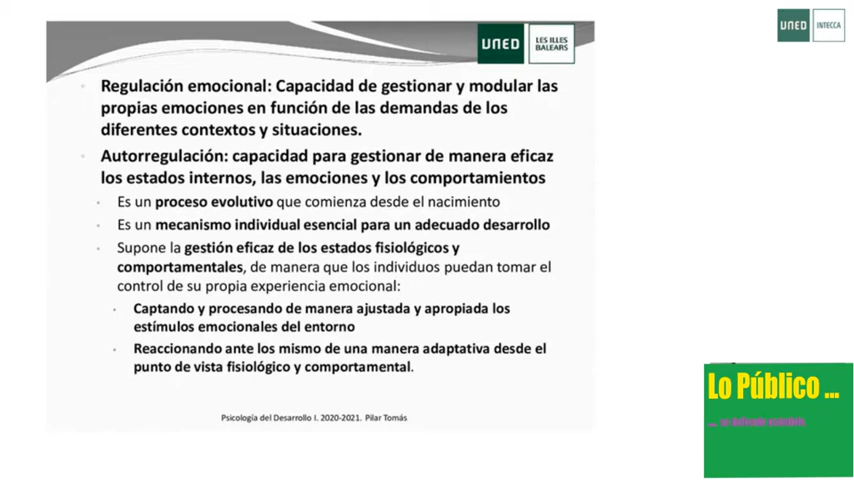 UNED
LES ILLES
BALEARS
UNED
INTECCA
Regulación emocional: Capacidad de gestionar y modular las
propias emociones en función de las demandas de los
diferentes contextos y situaciones.
Autorregulación: capacidad para gestionar de manera eficaz
los estados internos, las emociones y los comportamientos
Es un proceso evolutivo que comienza desde el nacimiento
Es un mecanismo individual esencial para un adecuado desarrollo
Supone la gestión eficaz de los estados fisiológicos y
comportamentales, de manera que los individuos puedan tomar el
control de su propia experiencia emocional:
Captando y procesando de manera ajustada y apropiada los
estímulos emocionales del entorno
Reaccionando ante los mismo de una manera adaptativa desde el
punto de vista fisiológico y comportamental.
Psicología del Desarrollo I. 2020-2021. Pilar Tomás
Lo Público ...